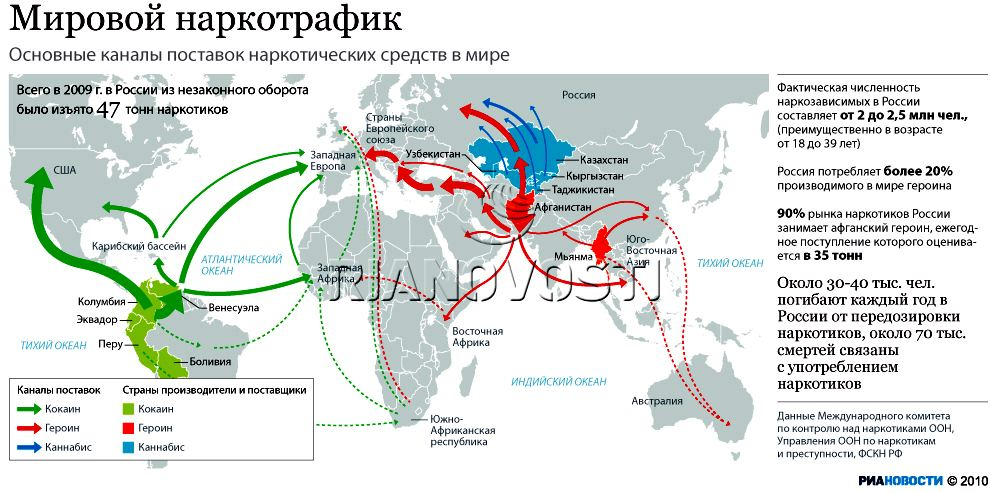 Мировой наркотрафик
Основные каналы поставок наркотических средств в мире
Всего в 2009 г. в России из незаконного оборота
было изъято 47 тонн наркотиков
США
Карибский бассейн
АТЛАНТИЧЕСКИЙ
ОКЕАН
Колумбия
Эквадор
Перу
Венесуэла
Боливия
ТИХИЙ ОКЕАН
Страны
Европейского
союза
Западная
Европа
Россия
Узбекистан
Казахстан
Кыргызстан
Таджикистан
Афганистан
Западная
Африка
RIANOVOSTI
Мьянма
Юго-
Восточная
Азия
ТИХИЙ ОКЕАН
Восточная
Африка
ИНДИЙСКИЙ ОКЕАН
Австралия
Южно-
Африканская
республика
Каналы поставок
Кокаин
Героин
Каннабис
Страны производители и поставщики
Кокаин
Героин
Каннабис
Фактическая численность
наркозависимых в России
составляет от 2 до 2,5 млн чел.,
(преимущественно в возрасте
от 18 до 39 лет)
Россия потребляет более 20%
производимого в мире героина
90% рынка наркотиков России
занимает афганский героин, ежегод-
ное поступление которого оценива-
ется в 35 тонн
Около 30-40 тыс. чел.
погибают каждый год в
России от передозировки
наркотиков, около 70 тыс.
смертей связаны
с употреблением
наркотиков
Данные Международного комитета
по контролю над наркотиками ООН,
Управления ООН по наркотикам
и преступности, ФСКН РФ
РИАНОВОСТИ © 2010